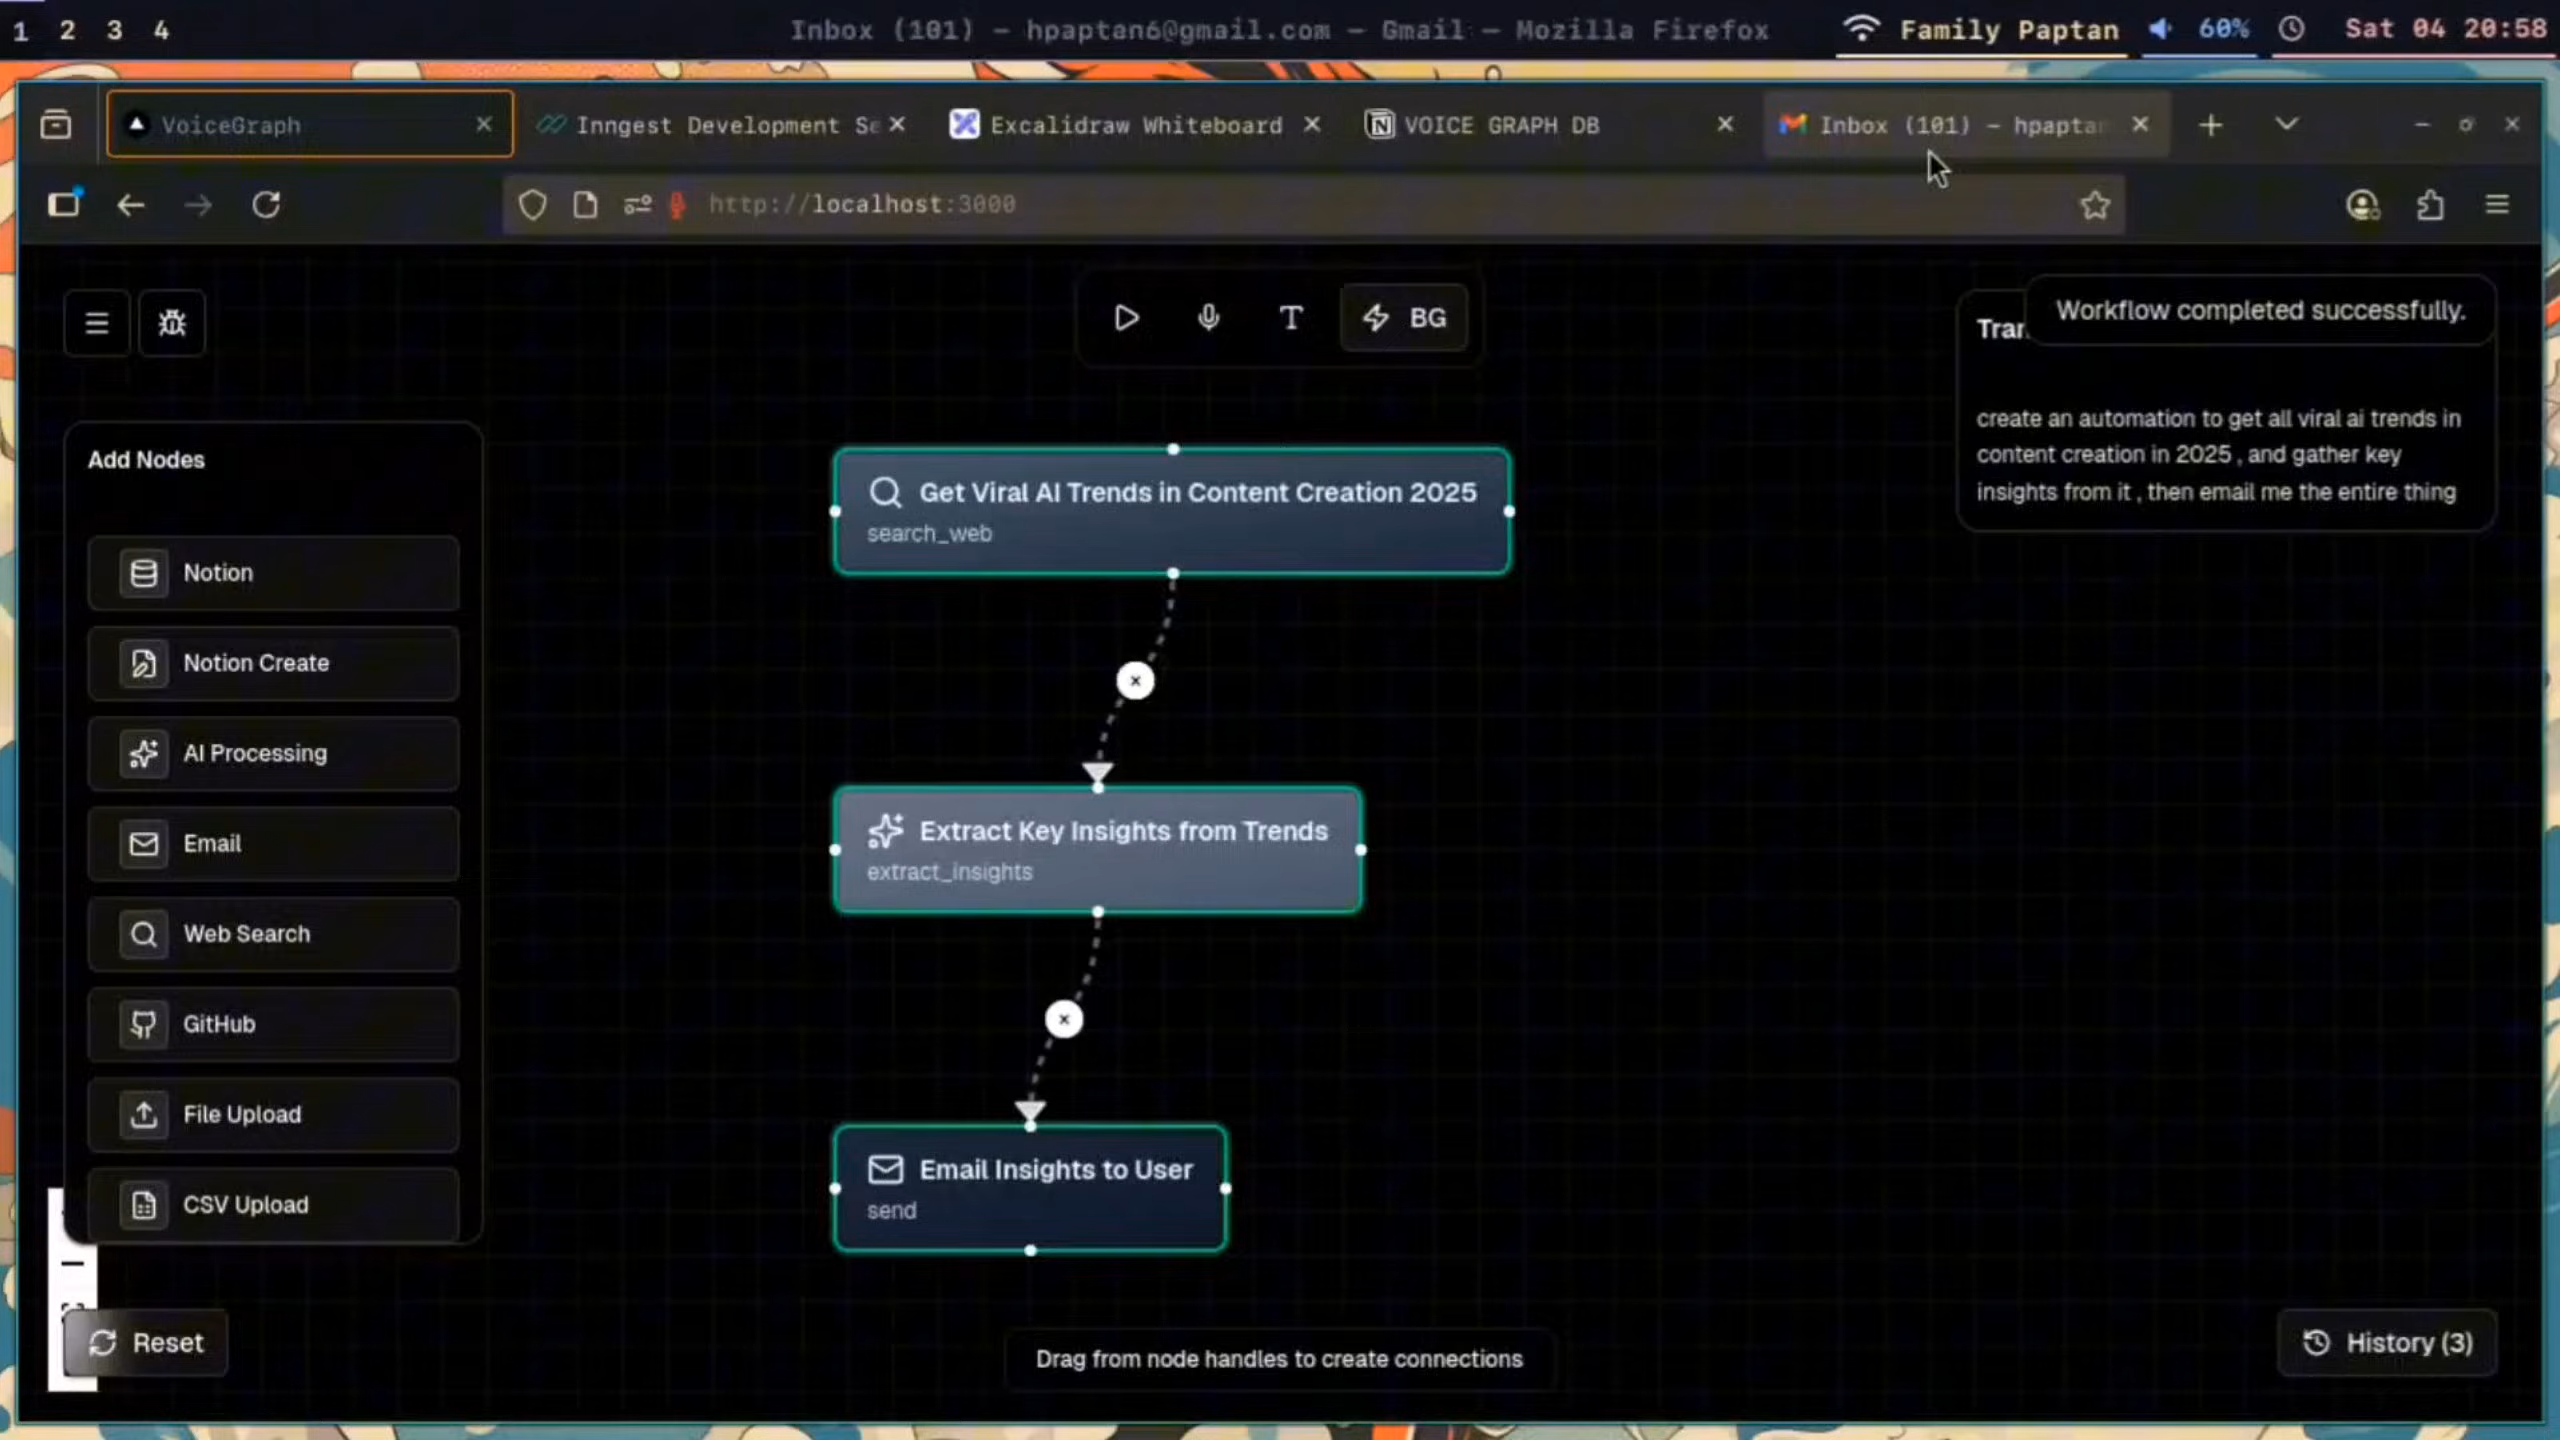 1 2 3 4
Inbox (101) – hpaptan6@gmail.com — Gmail — Mozilla Firefox
Family Paptan
60%
Sat 04 20:58
VoiceGraph
Inngest Development Se
Excalidraw Whiteboard
VOICE GRAPH DB
Inbox (101) – hpaptan
http://localhost:3000
T
BG
Workflow completed successfully.
Tran
create an automation to get all viral ai trends in
content creation in 2025 , and gather key
insights from it , then email me the entire thing
Add Nodes
Notion
Notion Create
AI Processing
Email
Web Search
GitHub
File Upload
CSV Upload
Get Viral AI Trends in Content Creation 2025
search_web
Extract Key Insights from Trends
extract_insights
Email Insights to User
send
Reset
Drag from node handles to create connections
History (3)